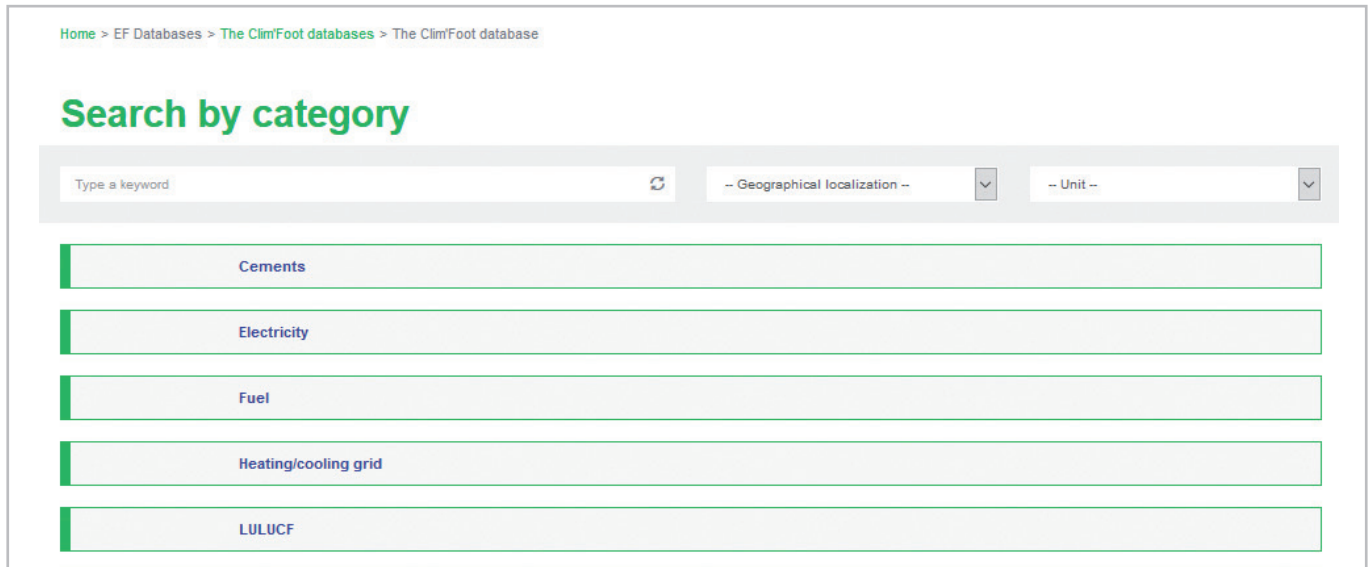 Home > EF Databases > The Clim'Foot databases > The Clim'Foot database
Search by category
Type a keyword
-- Geographical localization --
-- Unit --
Cements
Electricity
Fuel
Heating/cooling grid
LULUCF